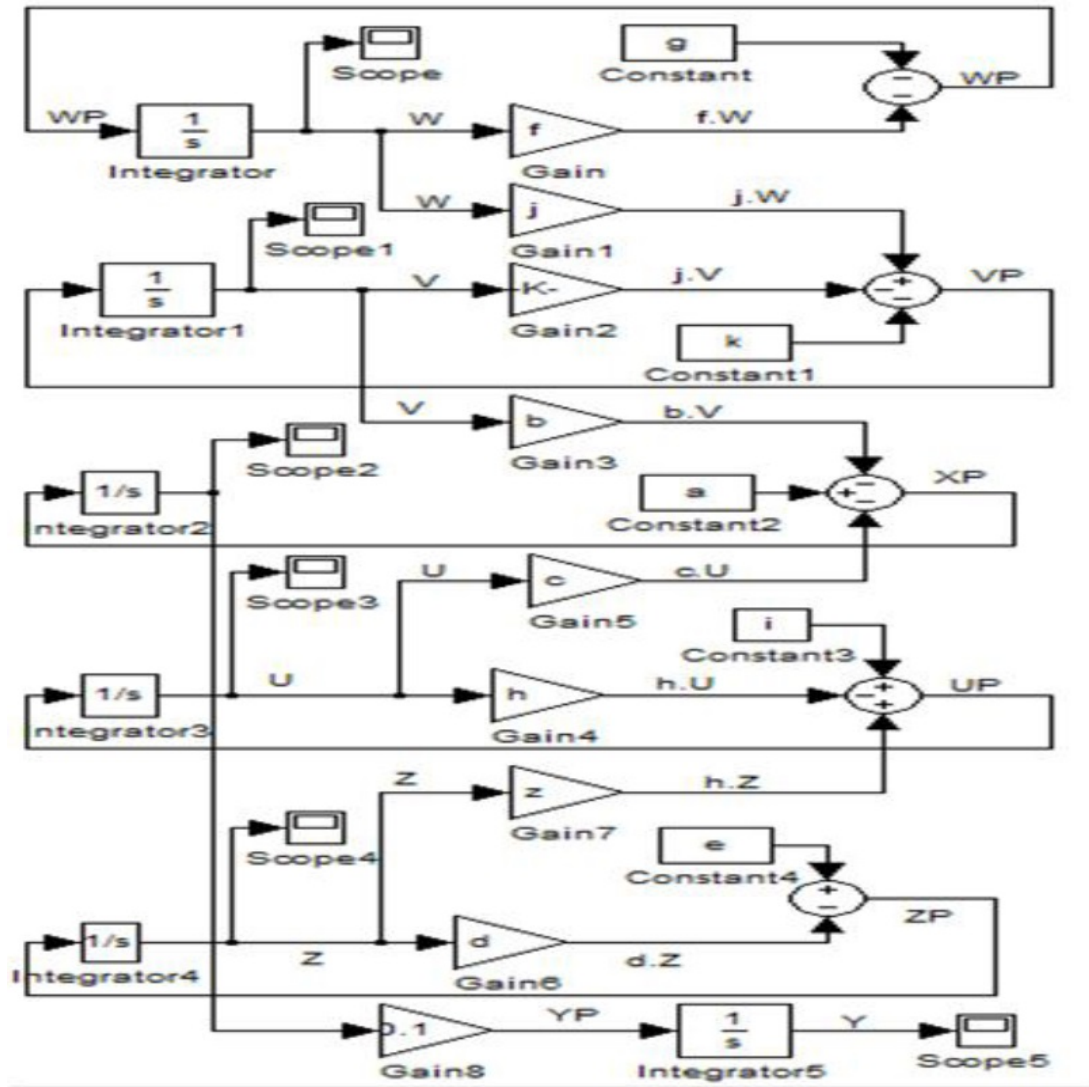 g
Scope
Constant
WP
WP
1
s
W
f
f.W
Integrator
Gain
W
j
j.W
Scope1
Gain1
1
s
V
-K-
j.V
VP
Integrator1
Gain2
k
Constant1
V
b
b.V
Scope2
Gain3
1/s
a
XP
ntegrator2
Constant2
U
c
c.U
Scope3
Gain5
i
Constant3
1/s
U
h
h.U
UP
ntegrator3
Gain4
Z
z
h.Z
Scope4
Gain7
e
Constant4
1/s
Z
d
d.Z
ZP
Integrator4
Gain6
0.1
YP
1
s
Y
Gain8
Integrator5
Scope5